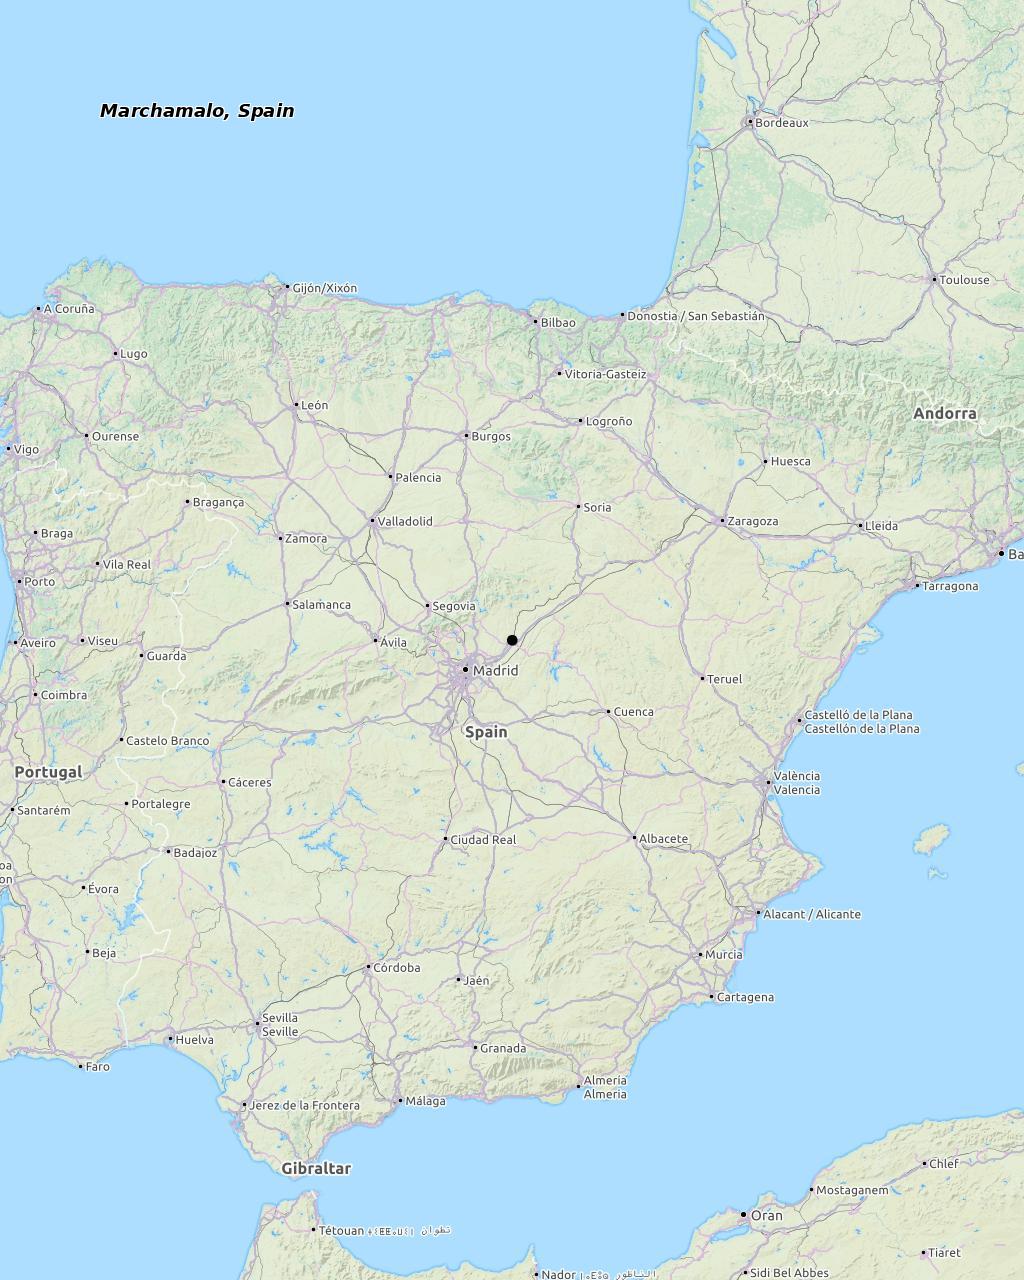 Marchamalo, Spain
Bordeaux
Toulouse
Gijón/Xixón
A Coruña
Bilbao
Donostia / San Sebastián
Lugo
Vitoria-Gasteiz
León
Andorra
Logroño
Ourense
Burgos
Vigo
Huesca
Palencia
Bragança
Soria
Valladolid
Zaragoza
Lleida
Braga
Zamora
Ba
Vila Real
Porto
Tarragona
Salamanca
Segovia
Aveiro
Viseu
Ávila
Guarda
Madrid
Teruel
Coimbra
Cuenca
Castelló de la Plana
Castellón de la Plana
Spain
Castelo Branco
Portugal
València
Valencia
Cáceres
Santarém
Portalegre
Ciudad Real
Albacete
Badajoz
oa
on
Évora
Alacant / Alicante
Beja
Murcia
Córdoba
Jaén
Cartagena
Sevilla
Seville
Huelva
Granada
Faro
Almería
Almeria
Jerez de la Frontera
Málaga
Gibraltar
Chlef
Mostaganem
Oran
Tétouan ⵜⵉⵟⵟⴰⵡⵉⵏ تطوان
Tiaret
Nador الناظور
Sidi Bel Abbes